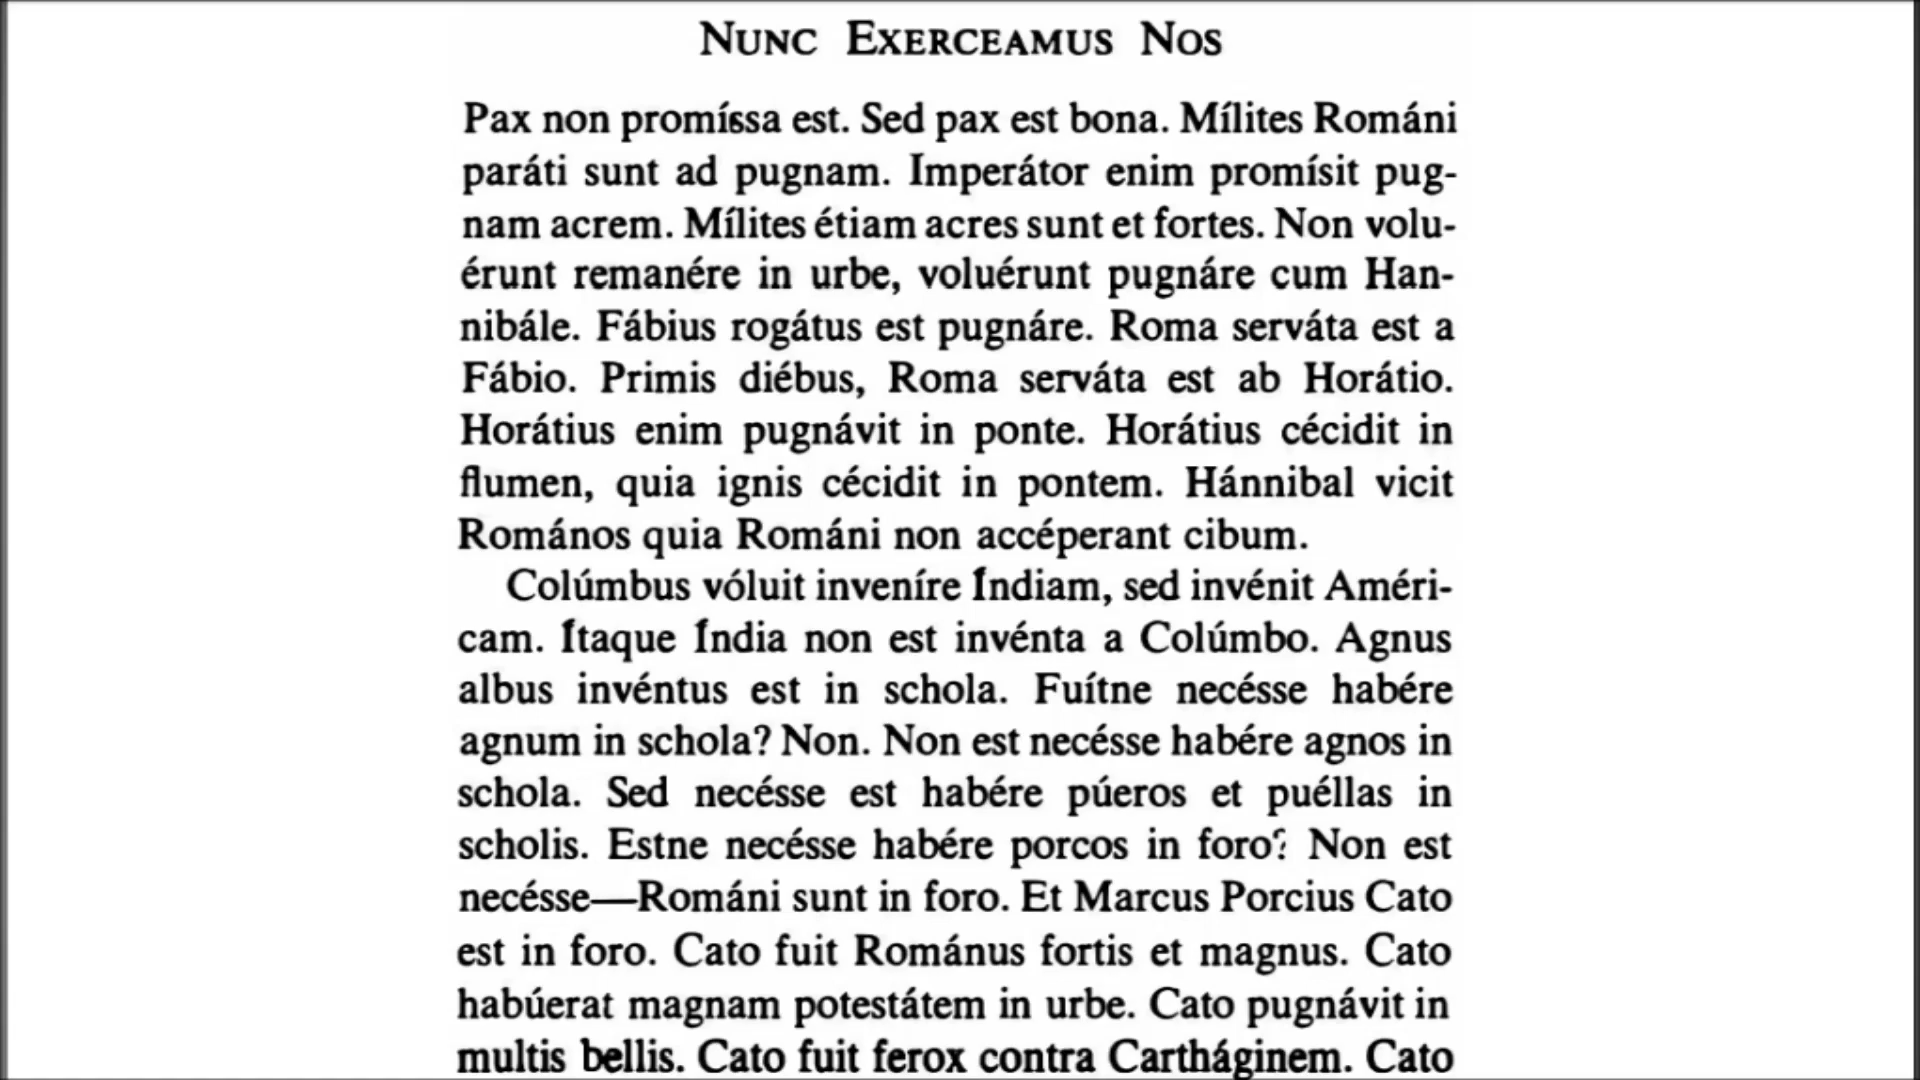 NUNC EXERCEAMUS NOS
Pax non promíssa est. Sed pax est bona. Mílites Románi
paráti sunt ad pugnam. Imperátor enim promísit pug-
nam acrem. Mílites étiam acres sunt et fortes. Non volu-
érunt remanére in urbe, voluérunt pugnáre cum Han-
nibále. Fábius rogátus est pugnáre. Roma serváta est a
Fábio. Primis diébus, Roma serváta est ab Horátio.
Horátius enim pugnávit in ponte. Horátius cécidit in
flumen, quia ignis cécidit in pontem. Hánnibal vicit
Romános quia Románi non accéperant cibum.
Colúmbus vóluit inveníre Índiam, sed invénit Améri-
cam. Ítaque Índia non est invénta a Colúmbo. Agnus
albus invéntus est in schola. Fuítne necésse habére
agnum in schola? Non. Non est necésse habére agnos in
schola. Sed necésse est habére púeros et puéllas in
scholis. Estne necésse habére porcos in foro? Non est
necésse—Románi sunt in foro. Et Marcus Porcius Cato
est in foro. Cato fuit Románus fortis et magnus. Cato
habúerat magnam potestátem in urbe. Cato pugnávit in
multis bellis. Cato fuit ferox contra Cartháginem. Cato